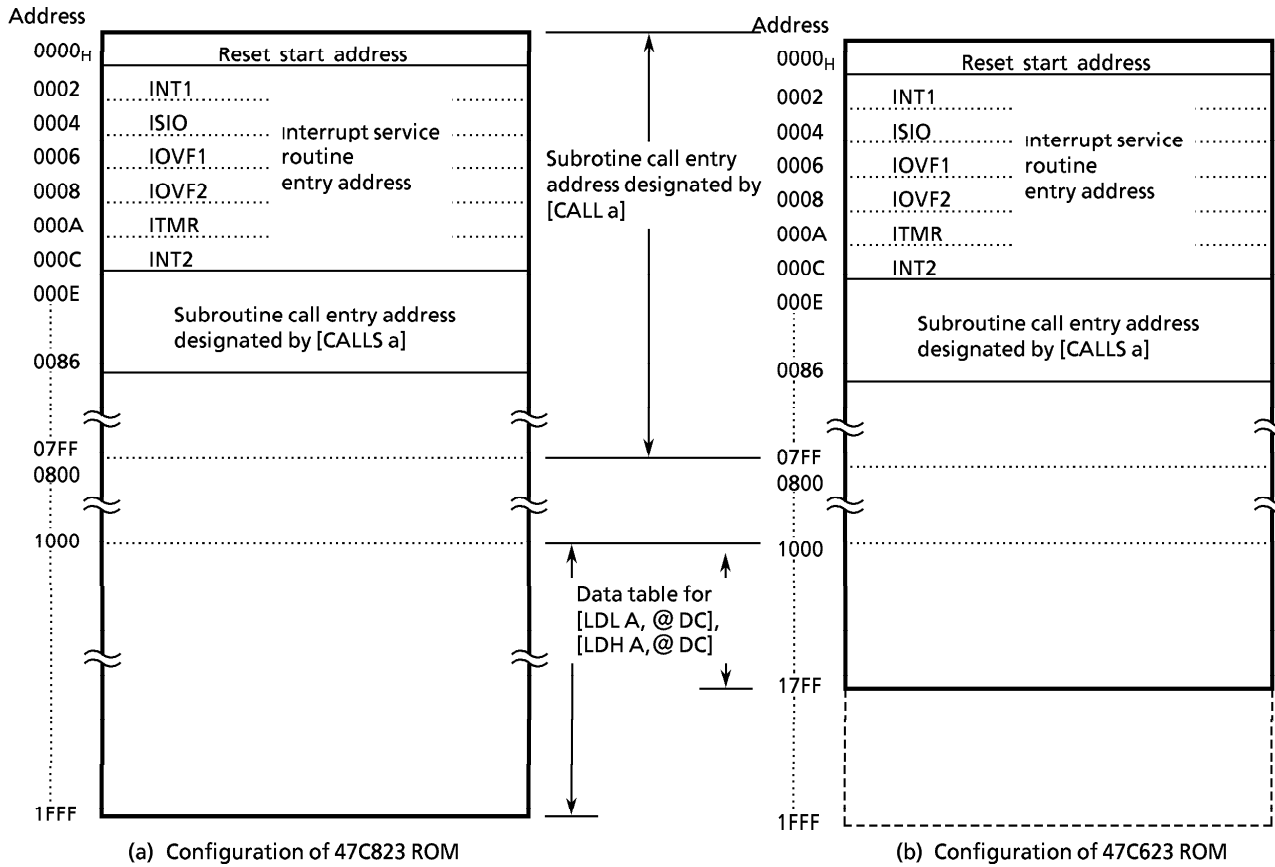 Address
0000H Reset start address
0002 INT1
0004 ISIO
0006 IOVF1
0008 IOVF2
000A ITMR
000C INT2
Interrupt service
routine
entry address
000E
Subroutine call entry address
designated by [CALLS a]
0086
07FF
0800
1000
1FFF
(a) Configuration of 47C823 ROM
Subrotine call entry
address designated by
[CALL a]
Data table for
[LDL A, @ DC],
[LDH A,@ DC]
Address
0000H Reset start address
0002 INT1
0004 ISIO
0006 IOVF1
0008 IOVF2
000A ITMR
000C INT2
Interrupt service
routine
entry address
000E
Subroutine call entry address
designated by [CALLS a]
0086
07FF
0800
1000
17FF
1FFF
(b) Configuration of 47C623 ROM